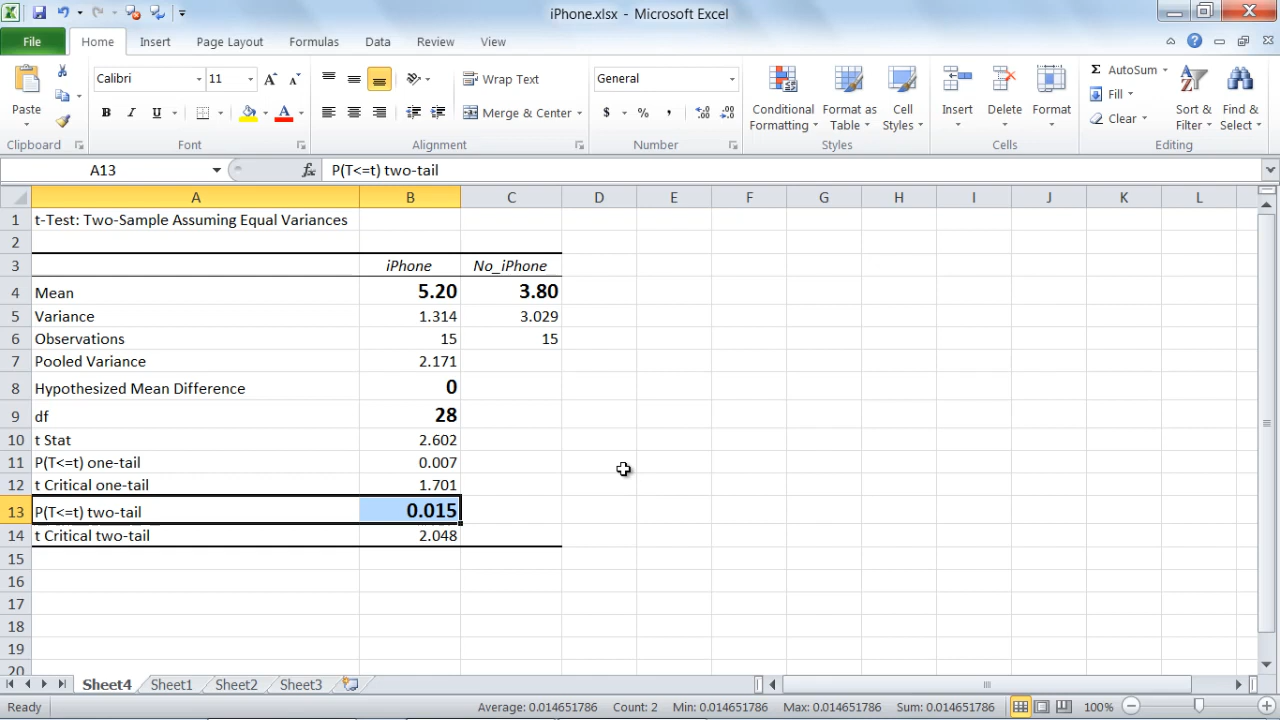 iPhone.xlsx - Microsoft Excel
File Home Insert Page Layout Formulas Data Review View
Paste
Clipboard
Calibri 11
B I U
Font
Wrap Text
Merge & Center
Alignment
General
$ % ,
Number
Conditional Formatting
Format as Table
Cell Styles
Styles
Insert Delete Format
Cells
AutoSum
Fill
Clear
Sort & Filter
Find & Select
Editing
A13 fx P(T<=t) two-tail
A B C D E F G H I J K L
1 t-Test: Two-Sample Assuming Equal Variances
2
3 iPhone No_iPhone
4 Mean 5.20 3.80
5 Variance 1.314 3.029
6 Observations 15 15
7 Pooled Variance 2.171
8 Hypothesized Mean Difference 0
9 df 28
10 t Stat 2.602
11 P(T<=t) one-tail 0.007
12 t Critical one-tail 1.701
13 P(T<=t) two-tail 0.015
14 t Critical two-tail 2.048
15
16
17
18
19
20
Sheet4 Sheet1 Sheet2 Sheet3
Ready Average: 0.014651786 Count: 2 Min: 0.014651786 Max: 0.014651786 Sum: 0.014651786 100%